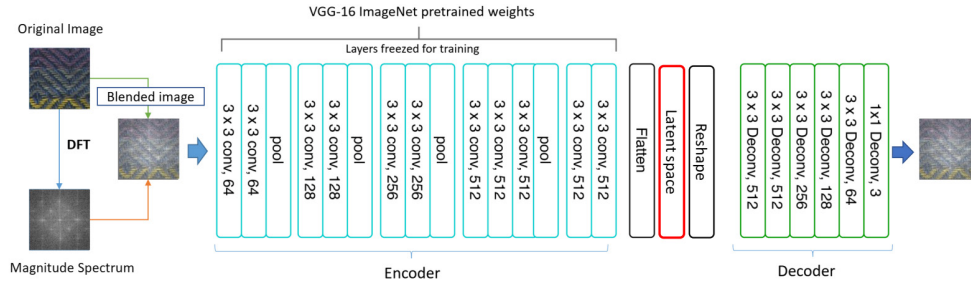 VGG-16 ImageNet pretrained weights
Original Image
Layers freezed for training
Blended image
DFT
Magnitude Spectrum
3 x 3 conv, 64
3 x 3 conv, 64
pool
3 x 3 conv, 128
3 x 3 conv, 128
pool
3 x 3 conv, 256
3 x 3 conv, 256
pool
3 x 3 conv, 512
3 x 3 conv, 512
pool
3 x 3 conv, 512
3 x 3 conv, 512
Flatten
Latent space
Reshape
3 x 3 Deconv, 512
3 x 3 Deconv, 512
3 x 3 Deconv, 256
3 x 3 Deconv, 128
3 x 3 Deconv, 64
1x1 Deconv, 3
Encoder
Decoder